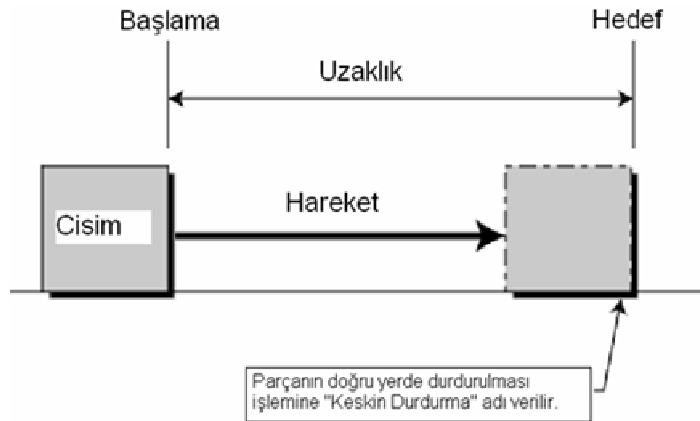 Başlama
Hedef
Uzaklık
Cisim
Hareket
Parçanın doğru yerde durdurulması
işlemine "Keskin Durdurma" adı verilir.